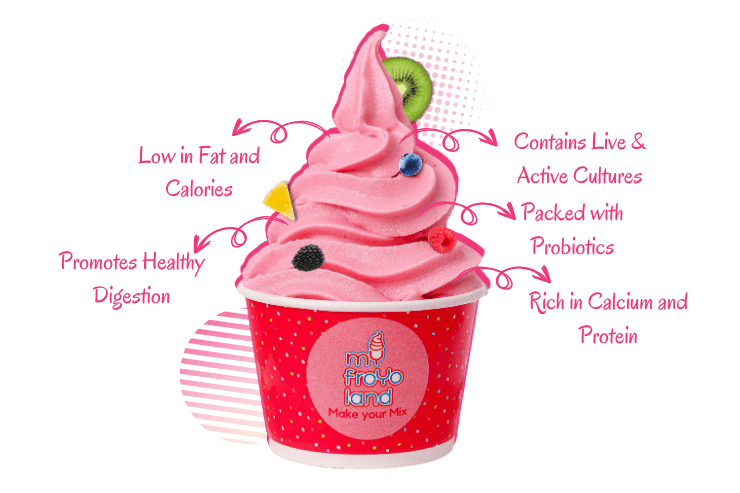 Low in Fat and
Calories
Promotes Healthy
Digestion
Contains Live &
Active Cultures
Packed with
Probiotics
Rich in Calcium and
Protein
my
froyo
land
Make your Mix